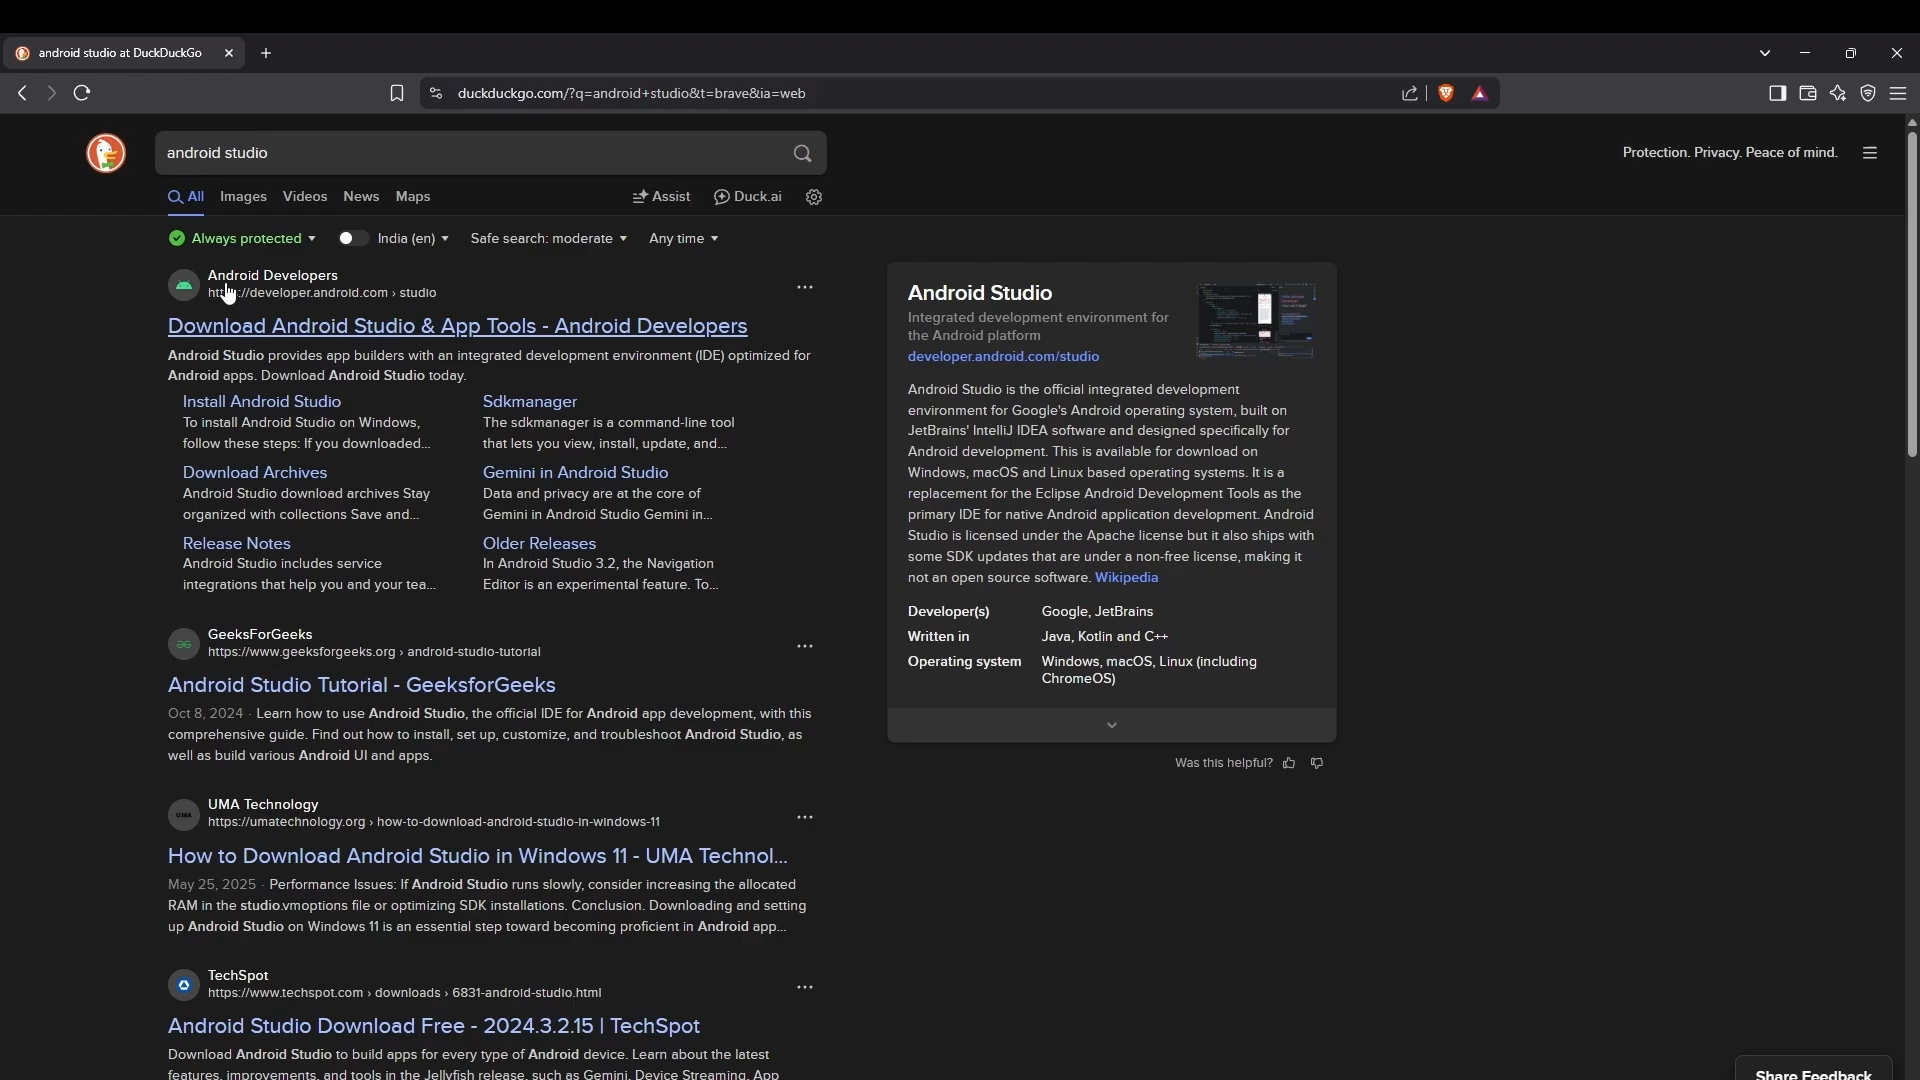 android studio at DuckDuckGo
duckduckgo.com/?q=android+studio&t=brave&ia=web
android studio
Protection. Privacy. Peace of mind.
All Images Videos News Maps Assist Duck.ai
Always protected India (en) Safe search: moderate Any time
Android Developers
://developer.android.com › studio
Download Android Studio & App Tools - Android Developers
Android Studio provides app builders with an integrated development environment (IDE) optimized for
Android apps. Download Android Studio today.
Install Android Studio
To install Android Studio on Windows,
follow these steps: If you downloaded...
Sdkmanager
The sdkmanager is a command-line tool
that lets you view, install, update, and...
Download Archives
Android Studio download archives Stay
organized with collections Save and...
Gemini in Android Studio
Data and privacy are at the core of
Gemini in Android Studio Gemini in...
Release Notes
Android Studio includes service
integrations that help you and your tea...
Older Releases
In Android Studio 3.2, the Navigation
Editor is an experimental feature. To...
GeeksForGeeks
https://www.geeksforgeeks.org › android-studio-tutorial
Android Studio Tutorial - GeeksforGeeks
Oct 8, 2024 · Learn how to use Android Studio, the official IDE for Android app development, with this
comprehensive guide. Find out how to install, set up, customize, and troubleshoot Android Studio, as
well as build various Android UI and apps.
UMA
UMA Technology
https://umatechnology.org › how-to-download-android-studio-in-windows-11
How to Download Android Studio in Windows 11 - UMA Technol...
May 25, 2025 · Performance Issues: If Android Studio runs slowly, consider increasing the allocated
RAM in the studio.vmoptions file or optimizing SDK installations. Conclusion. Downloading and setting
up Android Studio on Windows 11 is an essential step toward becoming proficient in Android app...
TechSpot
https://www.techspot.com › downloads › 6831-android-studio.html
Android Studio Download Free - 2024.3.2.15 | TechSpot
Download Android Studio to build apps for every type of Android device. Learn about the latest
features, improvements, and tools in the Jellyfish release, such as Gemini, Device Streaming, App
Android Studio
Integrated development environment for
the Android platform
developer.android.com/studio
Android Studio is the official integrated development
environment for Google's Android operating system, built on
JetBrains' IntelliJ IDEA software and designed specifically for
Android development. This is available for download on
Windows, macOS and Linux based operating systems. It is a
replacement for the Eclipse Android Development Tools as the
primary IDE for native Android application development. Android
Studio is licensed under the Apache license but it also ships with
some SDK updates that are under a non-free license, making it
not an open source software. Wikipedia
Developer(s) Google, JetBrains
Written in Java, Kotlin and C++
Operating system Windows, macOS, Linux (including
ChromeOS)
Was this helpful?
Share Feedback